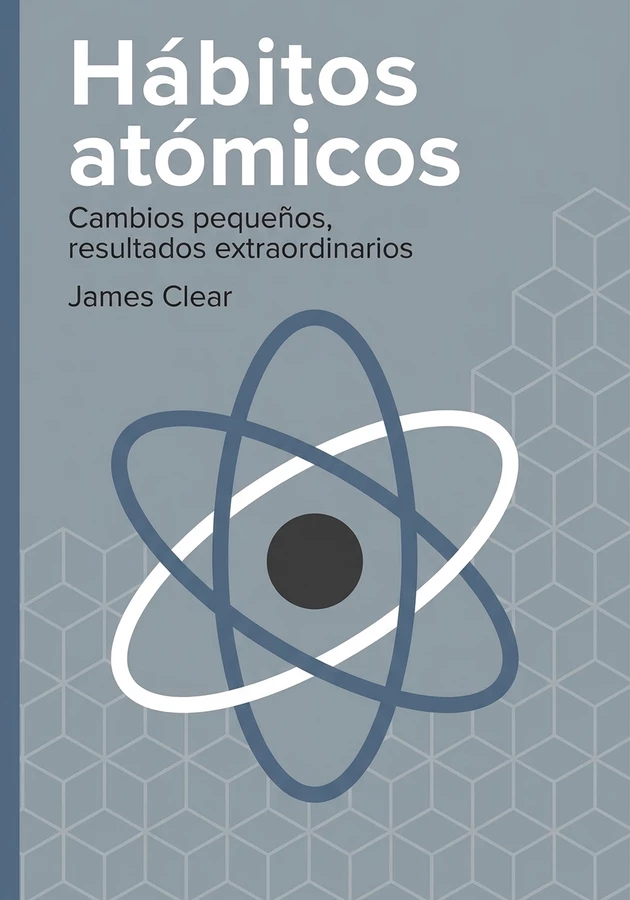 Hábitos
atómicos
Cambios pequeños,
resultados extraordinarios
James Clear